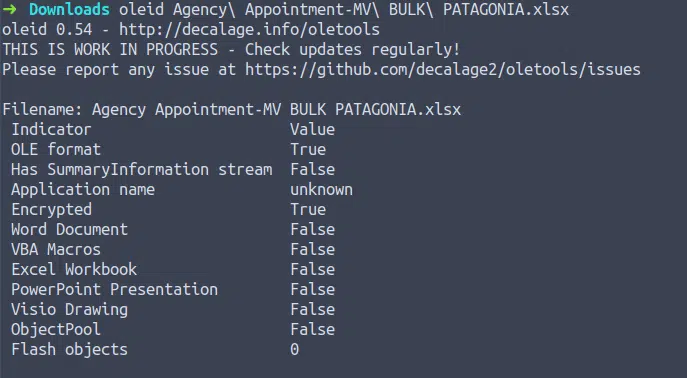 ➜ Downloads oleid Agency\ Appointment-MV\ BULK\ PATAGONIA.xlsx
oleid 0.54 - http://decalage.info/oletools
THIS IS WORK IN PROGRESS - Check updates regularly!
Please report any issue at https://github.com/decalage2/oletools/issues

Filename: Agency Appointment-MV BULK PATAGONIA.xlsx
Indicator Value
OLE format True
Has SummaryInformation stream False
Application name unknown
Encrypted True
Word Document False
VBA Macros False
Excel Workbook False
PowerPoint Presentation False
Visio Drawing False
ObjectPool False
Flash objects 0